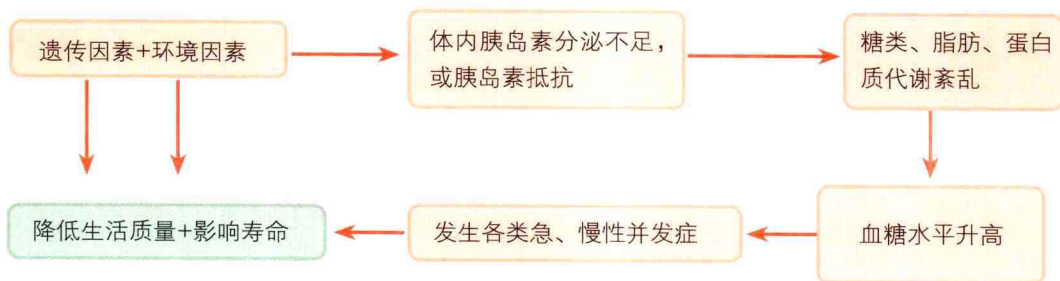 遗传因素+环境因素
体内胰岛素分泌不足，
或胰岛素抵抗
糖类、脂肪、蛋白
质代谢紊乱
血糖水平升高
发生各类急、慢性并发症
降低生活质量+影响寿命